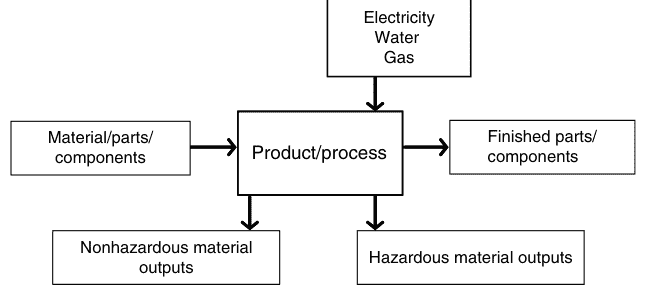 Electricity
Water
Gas
Material/parts/
components
Product/process
Finished parts/
components
Nonhazardous material
outputs
Hazardous material outputs